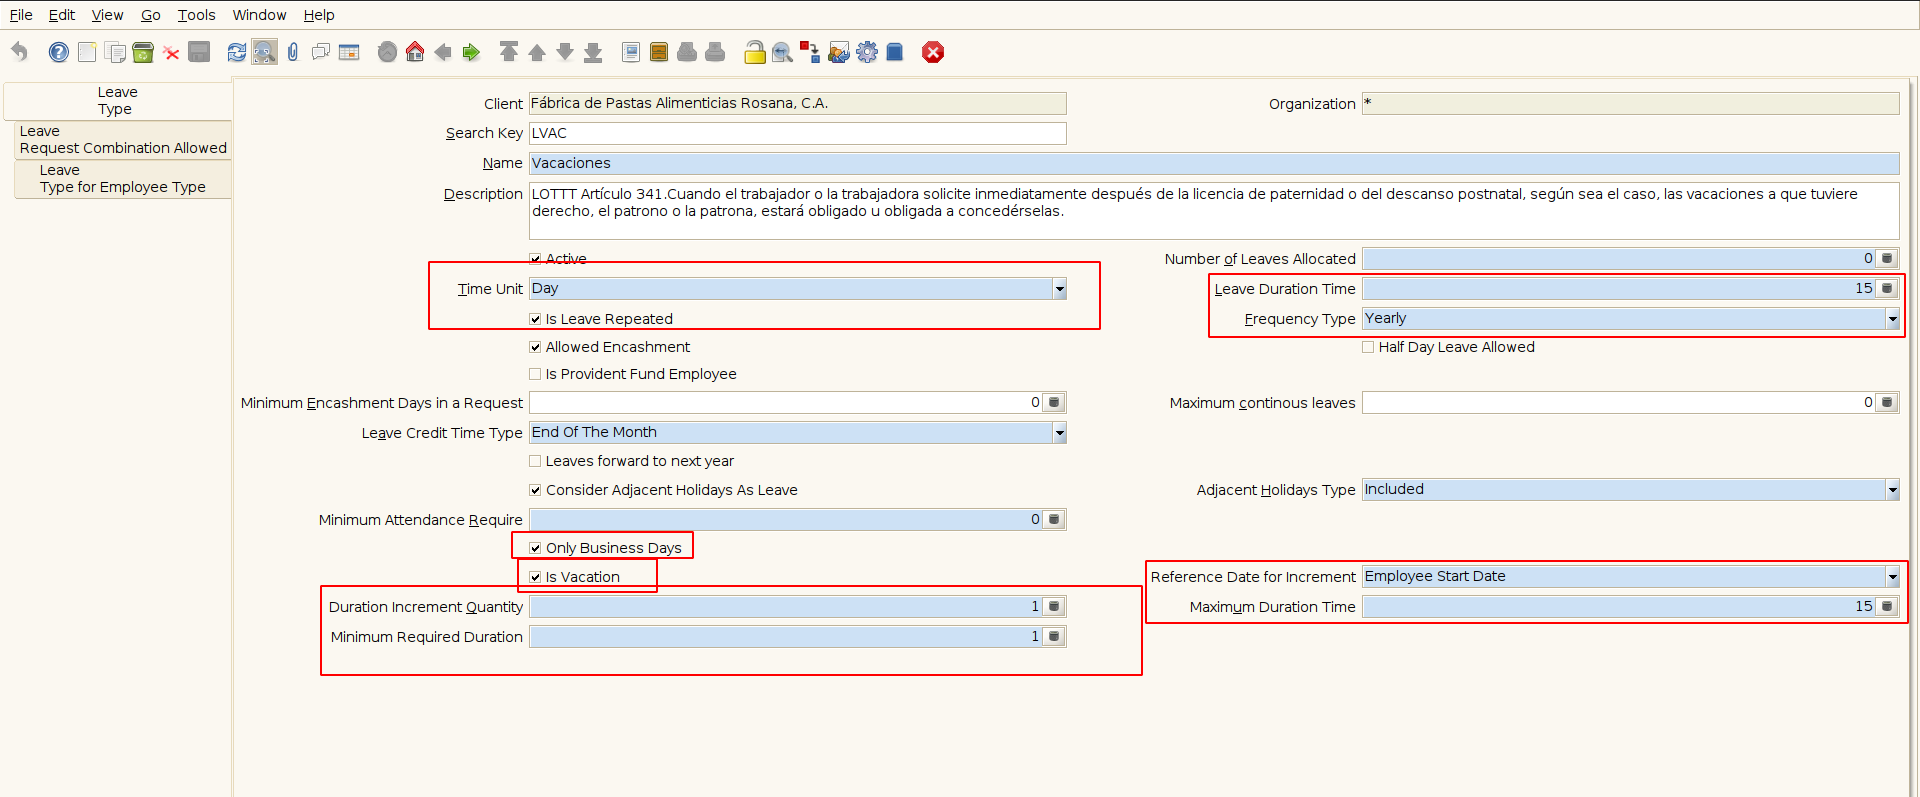 File Edit View Go Tools Window Help
Leave
Type
Leave
Request Combination Allowed
Leave
Type for Employee Type
Client Fábrica de Pastas Alimenticias Rosana, C.A. Organization *
Search Key LVAC
Name Vacaciones
Description LOTTT Artículo 341.Cuando el trabajador o la trabajadora solicite inmediatamente después de la licencia de paternidad o del descanso postnatal, según sea el caso, las vacaciones a que tuviere
derecho, el patrono o la patrona, estará obligado u obligada a concedérselas.
Active Number of Leaves Allocated 0
Time Unit Day Leave Duration Time 15
Is Leave Repeated Frequency Type Yearly
Allowed Encashment Half Day Leave Allowed
Is Provident Fund Employee
Minimum Encashment Days in a Request 0 Maximum continous leaves 0
Leave Credit Time Type End Of The Month
Leaves forward to next year
Consider Adjacent Holidays As Leave Adjacent Holidays Type Included
Minimum Attendance Require 0
Only Business Days
Is Vacation Reference Date for Increment Employee Start Date
Duration Increment Quantity 1 Maximum Duration Time 15
Minimum Required Duration 1